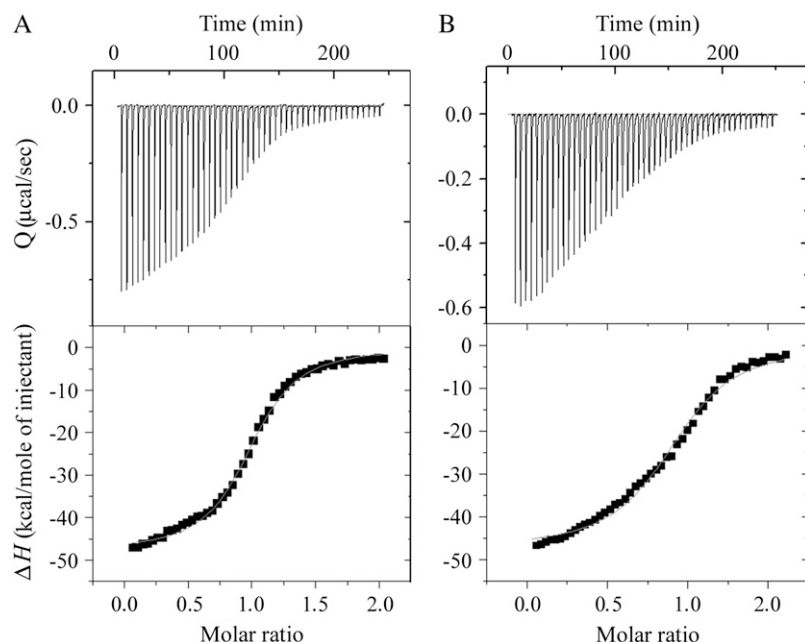 A
Time (min)
0 100 200
0.0
-0.5
Q (μcal/sec)
0
-10
-20
-30
-40
-50
ΔH (kcal/mole of injectant)
0.0 0.5 1.0 1.5 2.0
Molar ratio
B
Time (min)
0 100 200
0.0
-0.2
-0.4
-0.6
0
-10
-20
-30
-40
-50
0.0 0.5 1.0 2.0
Molar ratio